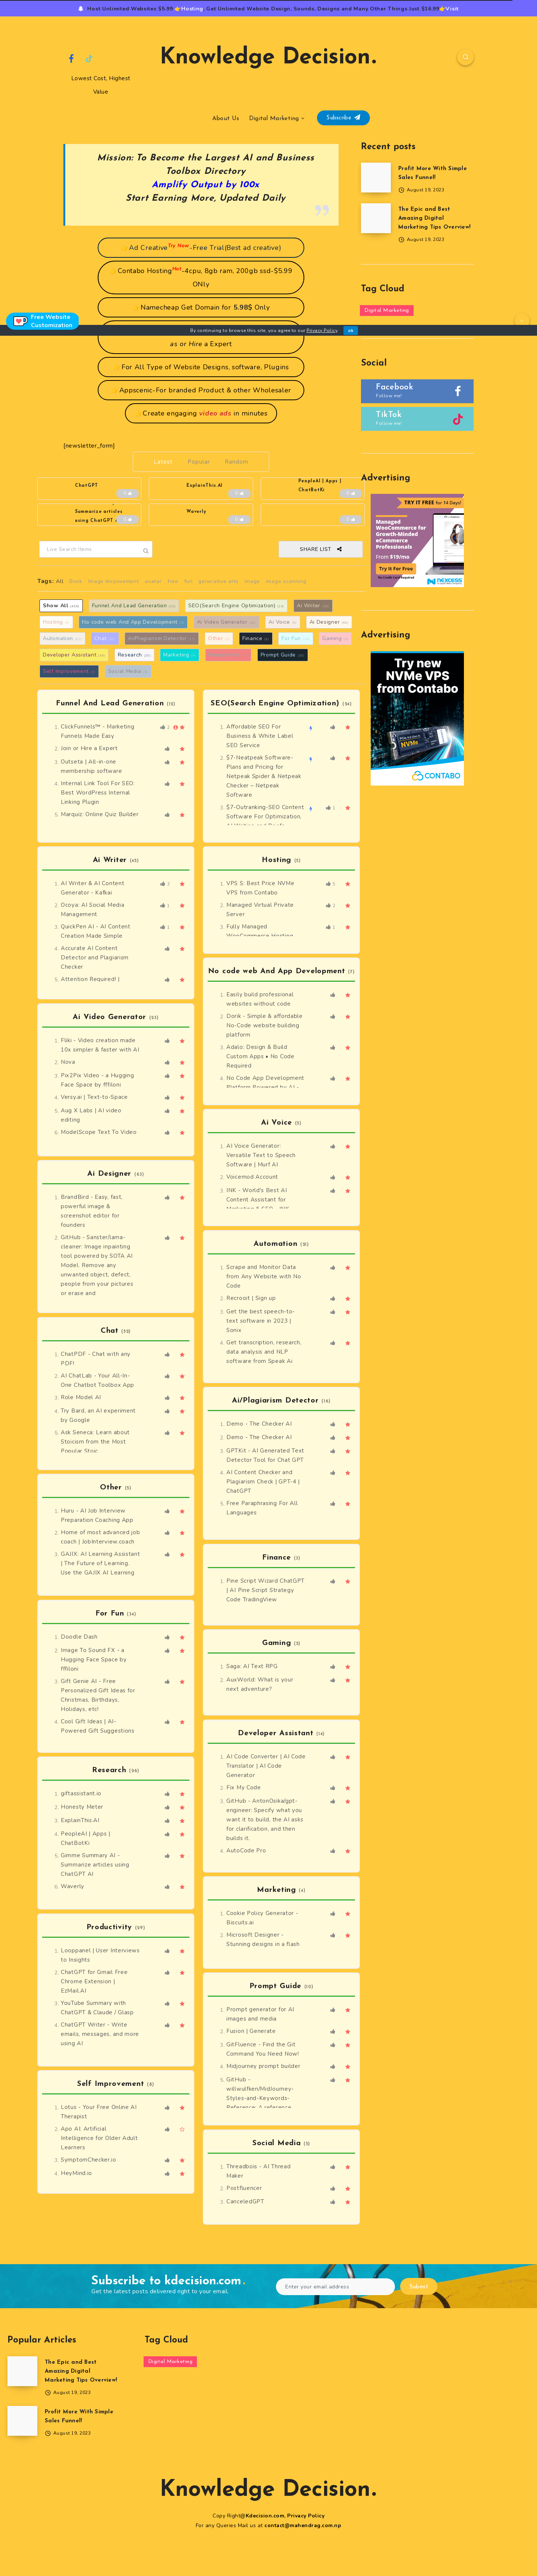 Host Unlimited Websites $5.99 👉Hosting, Get Unlimited Website Design, Sounds, Designs and Many Other Things Just $16.99👉Visit
Knowledge Decision.
Lowest Cost, Highest
Value
About Us
Digital Marketing
Subscribe
Mission: To Become the Largest AI and Business
Toolbox Directory
Amplify Output by 100x
Start Earning More, Updated Daily
Ad CreativeTry Now-Free Trial(Best ad creative)
Contabo HostingHot-4cpu, 8gb ram, 200gb ssd-$5.99
ONLy
Namecheap Get Domain for 5.98$ Only
as or Hire a Expert
For All Type of Website Designs, software, Plugins
Appscenic-For branded Product & other Wholesaler
Create engaging video ads in minutes
Recent posts
Profit More With Simple
Sales Funnel!
August 19, 2023
The Epic and Best
Amazing Digital
Marketing Tips Overview!
August 19, 2023
Tag Cloud
Digital Marketing
Free Website
Customization
By continuing to browse this site, you agree to our Privacy Policy.
ok
Social
Facebook
Follow me!
TikTok
Follow me!
[newsletter_form]
Latest
Popular
Random
ChatGPT
ExplainThis.AI
PeopleAI | Apps |
ChatBotKi
Summarize articles
using ChatGPT
Waverly
Live Search Items
SHARE LIST
Tags: All
Advertising
TRY IT FREE for 14 Days!
Managed
WooCommerce for
Growth-Minded
eCommerce
Professionals
From $19/mo
Try It For Free
NEXCESS
Show All
Funnel And Lead Generation
SEO(Search Engine Optimization)
Ai Writer
Hosting
No code web And App Development
Ai Video Generator
Ai Voice
Ai Designer
Automation
Chat
Ai/Plagiarism Detector
Other
Finance
For Fun
Gaming
Developer Assistant
Research
Marketing
Prompt Guide
Self Improvement
Social Media
Advertising
Try new
NVMe VPS
from Contabo
CONTABO
Funnel And Lead Generation (10)
1. ClickFunnels™ - Marketing
Funnels Made Easy
2. Join or Hire a Expert
3. Outseta | All-in-one
membership software
4. Internal Link Tool For SEO:
Best WordPress Internal
Linking Plugin
5. Marquiz: Online Quiz Builder
SEO(Search Engine Optimization) (34)
1. Affordable SEO For
Business & White Label
SEO Service
2. $7-Neatpeak Software-
Plans and Pricing for
Netpeak Spider & Netpeak
Checker – Netpeak
Software
3. $7-Outranking-SEO Content
Software For Optimization,
Ai Writer (45)
1. AI Writer & AI Content
Generator - Kafkai
2. Ocoya: AI Social Media
Management
3. QuickPen AI - AI Content
Creation Made Simple
4. Accurate AI Content
Detector and Plagiarism
Checker
5. Attention Required! |
Hosting (5)
1. VPS S: Best Price NVMe
VPS from Contabo
2. Managed Virtual Private
Server
3. Fully Managed
WooCommerce Hosting
No code web And App Development (7)
1. Easily build professional
websites without code
2. Dorik - Simple & affordable
No-Code website building
platform
3. Adalo: Design & Build
Custom Apps • No Code
Required
4. No Code App Development
Platform Powered by AI -
Ai Video Generator (53)
1. Fliki - Video creation made
10x simpler & faster with AI
2. Nova
3. Pix2Pix Video - a Hugging
Face Space by fffiloni
4. Versy.ai | Text-to-Space
5. Aug X Labs | AI video
editing
6. ModelScope Text To Video
Ai Voice (3)
1. AI Voice Generator:
Versatile Text to Speech
Software | Murf AI
2. Voicemod Account
3. INK - World's Best AI
Content Assistant for
Marketing & SEO - INK
Ai Designer (63)
1. BrandBird - Easy, fast,
powerful image &
screenshot editor for
founders
2. GitHub - Sanster/lama-
cleaner: Image inpainting
tool powered by SOTA AI
Model. Remove any
unwanted object, defect,
people from your pictures
or erase and
Automation (31)
1. Scrape and Monitor Data
from Any Website with No
Code
2. Recrooit | Sign up
3. Get the best speech-to-
text software in 2023 |
Sonix
4. Get transcription, research,
data analysis and NLP
software from Speak Ai
Chat (30)
1. ChatPDF - Chat with any
PDF!
2. AI ChatLab - Your All-In-
One Chatbot Toolbox App
3. Role Model AI
4. Try Bard, an AI experiment
by Google
5. Ask Seneca: Learn about
Stoicism from the Most
Popular Stoic
Ai/Plagiarism Detector (16)
1. Demo - The Checker AI
2. Demo - The Checker AI
3. GPTKit - AI Generated Text
Detector Tool for Chat GPT
4. AI Content Checker and
Plagiarism Check | GPT-4 |
ChatGPT
5. Free Paraphrasing For All
Languages
Other (5)
1. Huru - AI Job Interview
Preparation Coaching App
2. Home of most advanced job
coach | JobInterview.coach
3. GAJIX: AI Learning Assistant
| The Future of Learning.
Use the GAJIX AI Learning
Finance (3)
1. Pine Script Wizard ChatGPT
| AI Pine Script Strategy
Code TradingView
For Fun (34)
1. Doodle Dash
2. Image To Sound FX - a
Hugging Face Space by
fffiloni
3. Gift Genie AI - Free
Personalized Gift Ideas for
Christmas, Birthdays,
Holidays, etc!
4. Cool Gift Ideas | AI-
Powered Gift Suggestions
Gaming (3)
1. Saga: AI Text RPG
2. AuxWorld: What is your
next adventure?
Developer Assistant (14)
1. AI Code Converter | AI Code
Translator | AI Code
Generator
2. Fix My Code
3. GitHub - AntonOsika/gpt-
engineer: Specify what you
want it to build, the AI asks
for clarification, and then
builds it.
4. AutoCode Pro
Research (98)
1. giftassistant.io
2. Honesty Meter
3. ExplainThis.AI
4. PeopleAI | Apps |
ChatBotKi
5. Gimme Summary AI -
Summarize articles using
ChatGPT AI
6. Waverly
Marketing (4)
1. Cookie Policy Generator -
Biscuits.ai
2. Microsoft Designer -
Stunning designs in a flash
Productivity (59)
1. Looppanel | User Interviews
to Insights
2. ChatGPT for Gmail Free
Chrome Extension |
EzMail.AI
3. YouTube Summary with
ChatGPT & Claude / Glasp
4. ChatGPT Writer - Write
emails, messages, and more
using AI
Prompt Guide (10)
1. Prompt generator for AI
images and media
2. Fusion | Generate
3. GitFluence - Find the Git
Command You Need Now!
4. Midjourney prompt builder
5. GitHub -
willwulfken/MidJourney-
Styles-and-Keywords-
Reference: A reference
Self Improvement (8)
1. Lotus - Your Free Online AI
Therapist
2. Apo AI: Artificial
Intelligence for Older Adult
Learners
3. SymptomChecker.io
4. HeyMind.io
Social Media (3)
1. Threadbois - AI Thread
Maker
2. Postfluencer
3. CanceledGPT
Subscribe to kdecision.com.
Get the latest posts delivered right to your email.
Enter your email address
Submit
Popular Articles
The Epic and Best
Amazing Digital
Marketing Tips Overview!
August 19, 2023
Profit More With Simple
Sales Funnel!
August 19, 2023
Tag Cloud
Digital Marketing
Knowledge Decision.
Copy Right@Kdecision.com, Privacy Policy
For any Queries Mail us at contact@mahendrag.com.np